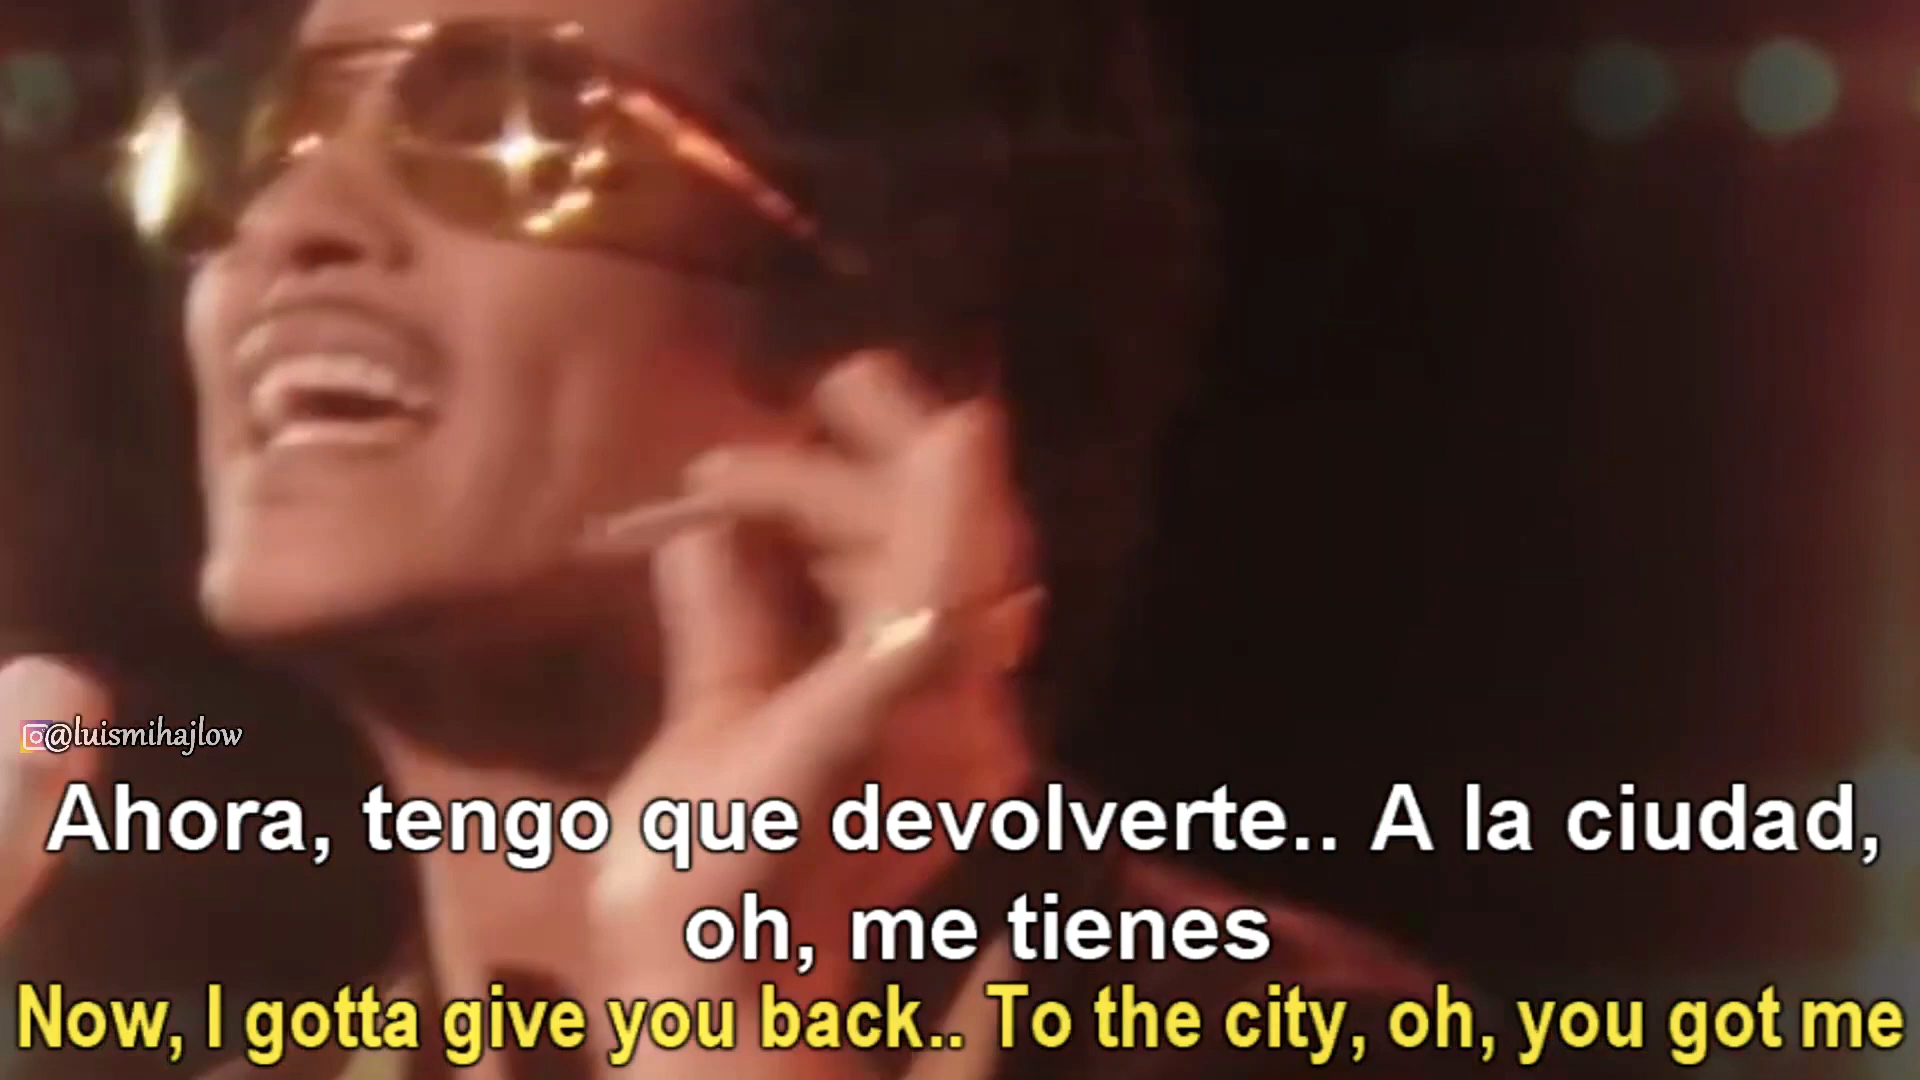 @luismihajlow
Ahora, tengo que devolverte.. A la ciudad,
oh, me tienes
Now, I gotta give you back.. To the city, oh, you got me